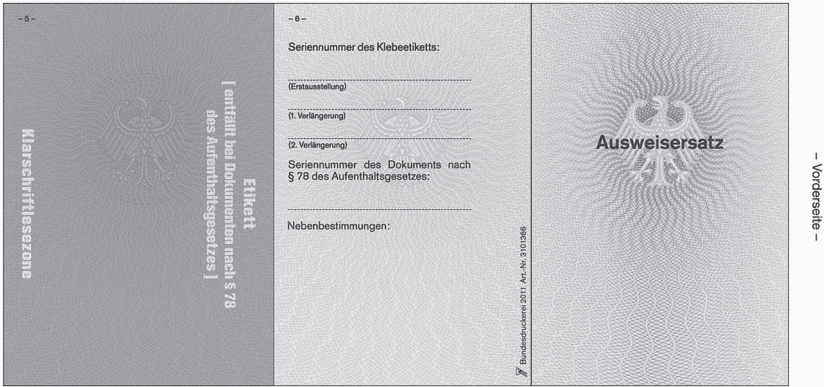 – 5 –
Etikett
[ entfällt bei Dokumenten nach § 78
des Aufenthaltsgesetzes ]
Klarschriftlesezone
– 6 –
Seriennummer des Klebeetiketts:
(Erstausstellung)
(1. Verlängerung)
(2. Verlängerung)
Seriennummer des Dokuments nach
§ 78 des Aufenthaltsgesetzes:
Nebenbestimmungen:
Bundesdruckerei 2011 Art.-Nr. 3101366
Ausweisersatz
– Vorderseite –